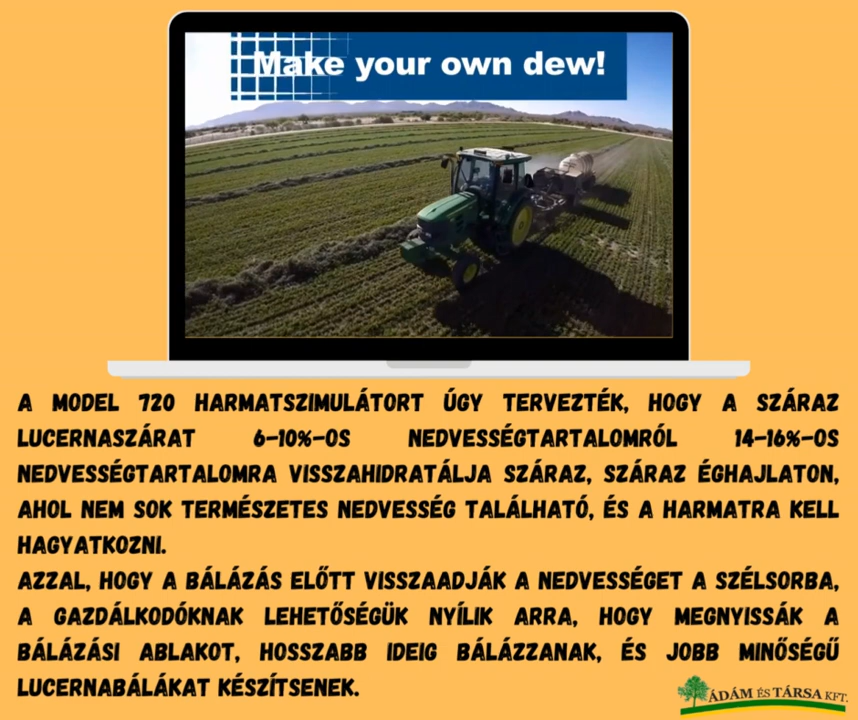 Make your own dew!
A MODEL 720 HARMATSZIMULÁTORT ÚGY TERVEZTÉK, HOGY A SZÁRAZ
LUCERNASZÁRAT 6-10%-OS NEDVESSÉGTARTALOMRÓL 14-16%-OS
NEDVESSÉGTARTALOMRA VISSZAHIDRATÁLJA SZÁRAZ, SZÁRAZ ÉGHAJLATON,
AHOL NEM SOK TERMÉSZETES NEDVESSÉG TALÁLHATÓ, ÉS A HARMATRA KELL
HAGYATKOZNI.
AZZAL, HOGY A BÁLÁZÁS ELŐTT VISSZAADJÁK A NEDVESSÉGET A SZÉLSORBA,
A GAZDÁLKODÓKNAK LEHETŐSÉGÜK NYÍLIK ARRA, HOGY MEGNYISSÁK A
BÁLÁZÁSI ABLAKOT, HOSSZABB IDEIG BÁLÁZZANAK, ÉS JOBB MINŐSÉGŰ
LUCERNABÁLÁKAT KÉSZÍTSENEK.
ÁDÁM ÉS TÁRSA KFT.